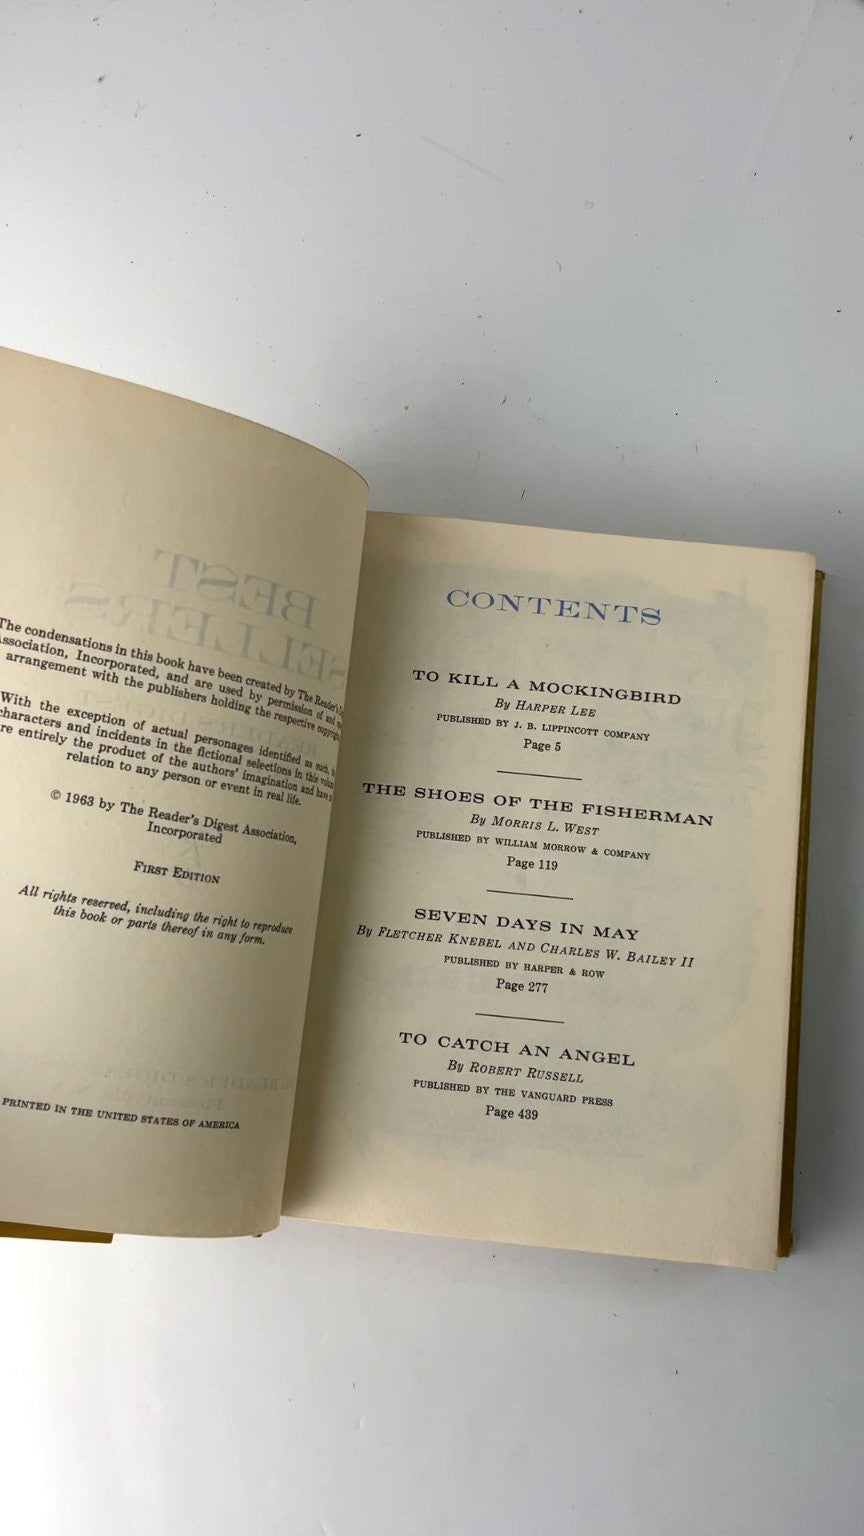 BEST
SELLERS
The condensations in this book have been created by The Reader's
Association, Incorporated, and are used by permission of and
arrangement with the publishers holding the respective
With the exception of actual personages identified as such, the
characters and incidents in the fictional selections in this
are entirely the product of the authors' imagination and have
relation to any person or event in real life.
© 1963 by The Reader's Digest Association,
Incorporated
First Edition
All rights reserved, including the right to reproduce
this book or parts thereof in any form.
PRINTED IN THE UNITED STATES OF AMERICA
CONTENTS
TO KILL A MOCKINGBIRD
By Harper Lee
PUBLISHED BY J. B. LIPPINCOTT COMPANY
Page 5
THE SHOES OF THE FISHERMAN
By Morris L. West
PUBLISHED BY WILLIAM MORROW & COMPANY
Page 119
SEVEN DAYS IN MAY
By Fletcher Knebel and Charles W. Bailey II
PUBLISHED BY HARPER & ROW
Page 277
TO CATCH AN ANGEL
By Robert Russell
PUBLISHED BY THE VANGUARD PRESS
Page 439